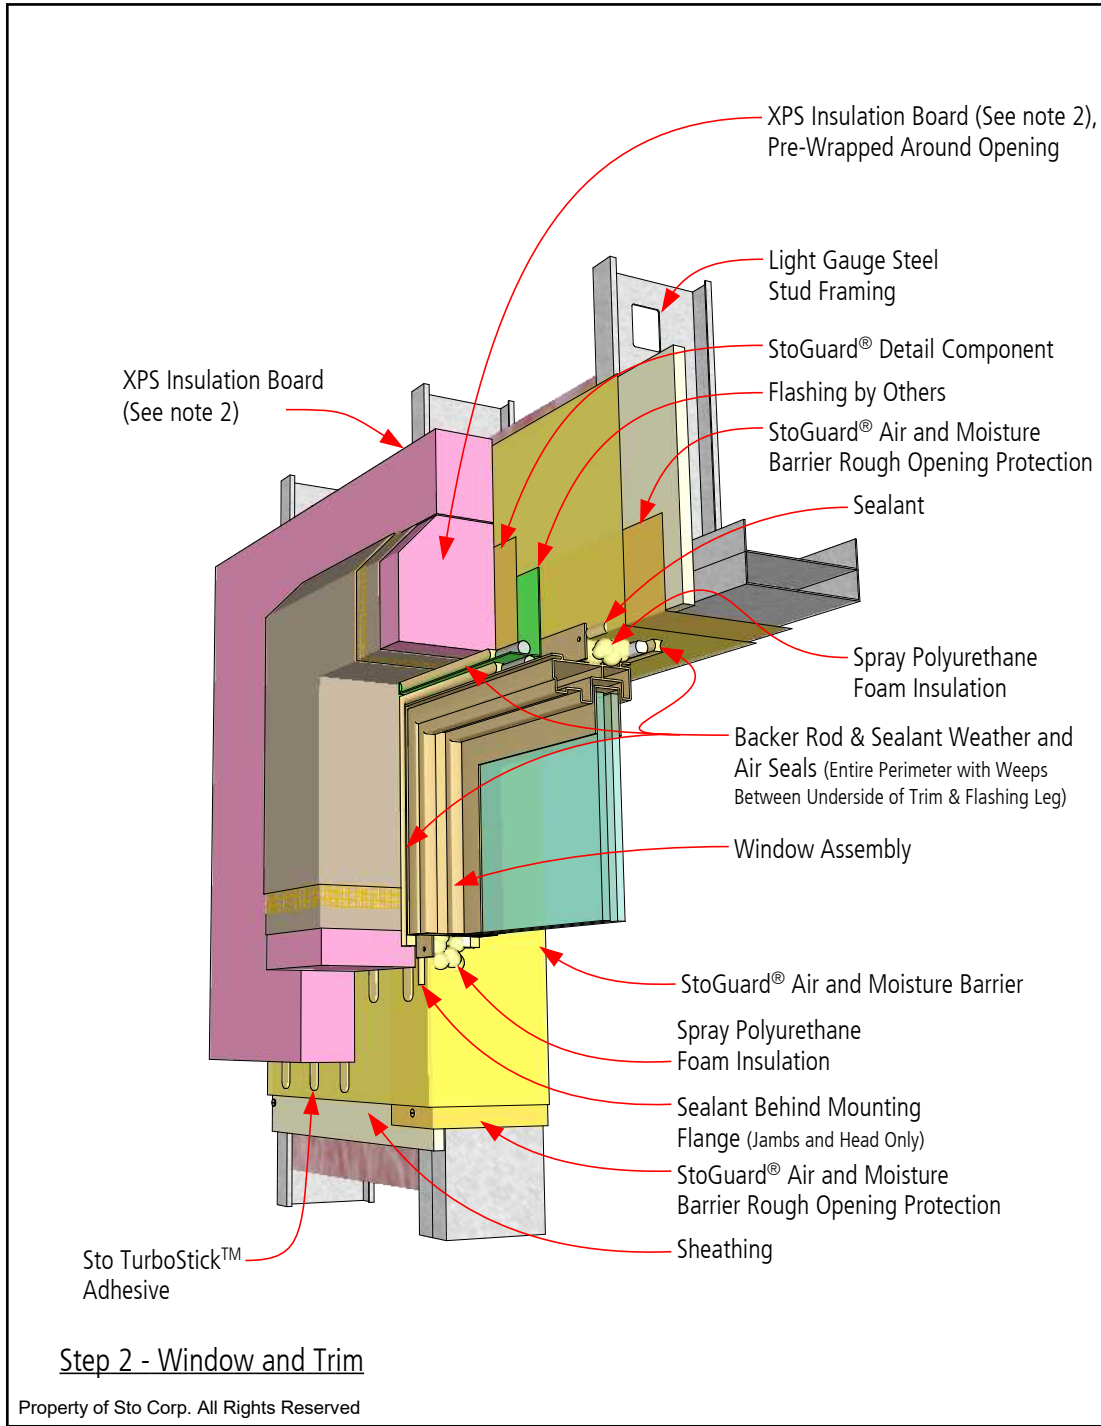 XPS Insulation Board (See note 2),
Pre-Wrapped Around Opening
Light Gauge Steel
Stud Framing
StoGuard® Detail Component
XPS Insulation Board
(See note 2)
Flashing by Others
StoGuard® Air and Moisture
Barrier Rough Opening Protection
Sealant
Spray Polyurethane
Foam Insulation
Backer Rod & Sealant Weather and
Air Seals (Entire Perimeter with Weeps
Between Underside of Trim & Flashing Leg)
Window Assembly
StoGuard® Air and Moisture Barrier
Spray Polyurethane
Foam Insulation
Sealant Behind Mounting
Flange (Jambs and Head Only)
StoGuard® Air and Moisture
Barrier Rough Opening Protection
Sheathing
Sto TurboStick™
Adhesive
Step 2 - Window and Trim
Property of Sto Corp. All Rights Reserved